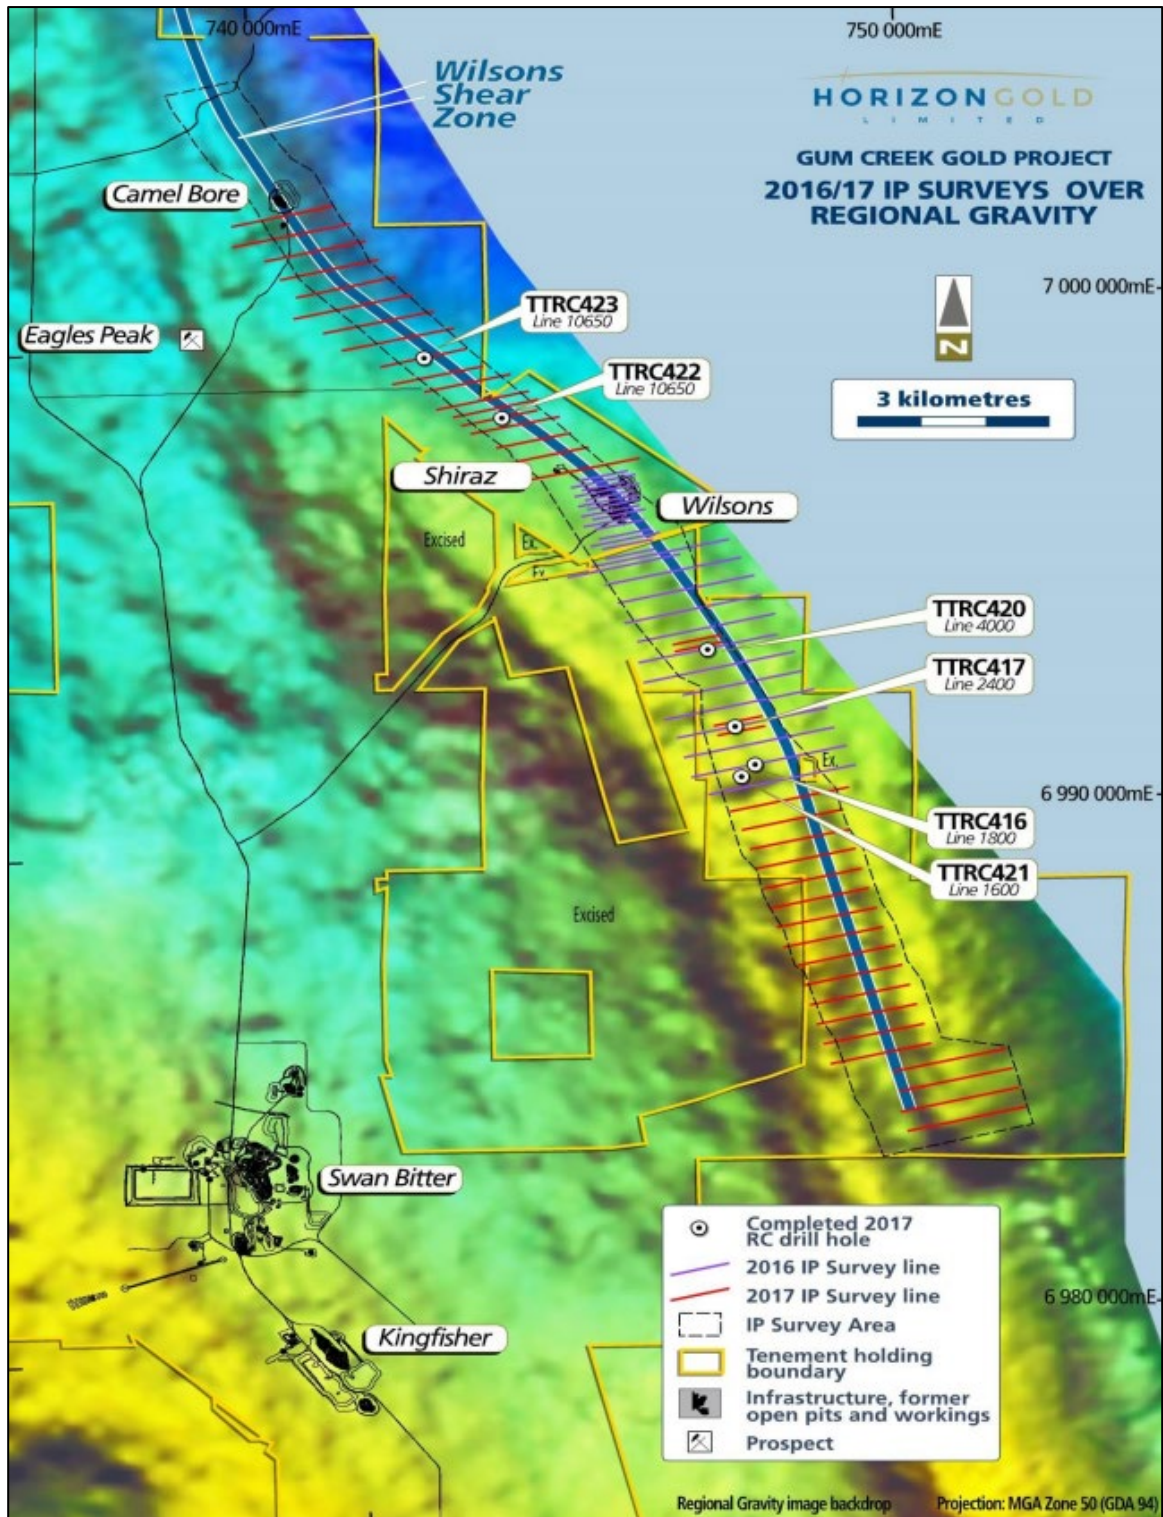 740 000mE
750 000mE
Wilsons
Shear
Zone
HORIZONGOLD
LIMITED
GUM CREEK GOLD PROJECT
2016/17 IP SURVEYS OVER
REGIONAL GRAVITY
Camel Bore
7 000 000mE
TTRC423
Line 10650
Eagles Peak
N
TTRC422
Line 10650
3 kilometres
Shiraz
Wilsons
Excised
Ex.
Ex.
TTRC420
Line 4000
TTRC417
Line 2400
Ex.
6 990 000mE
TTRC416
Line 1800
TTRC421
Line 1600
Excised
Swan Bitter
Completed 2017
RC drill hole
2016 IP Survey line
2017 IP Survey line
6 980 000mE
IP Survey Area
Kingfisher
Tenement holding
boundary
Infrastructure, former
open pits and workings
Prospect
Regional Gravity image backdrop
Projection: MGA Zone 50 (GDA 94)